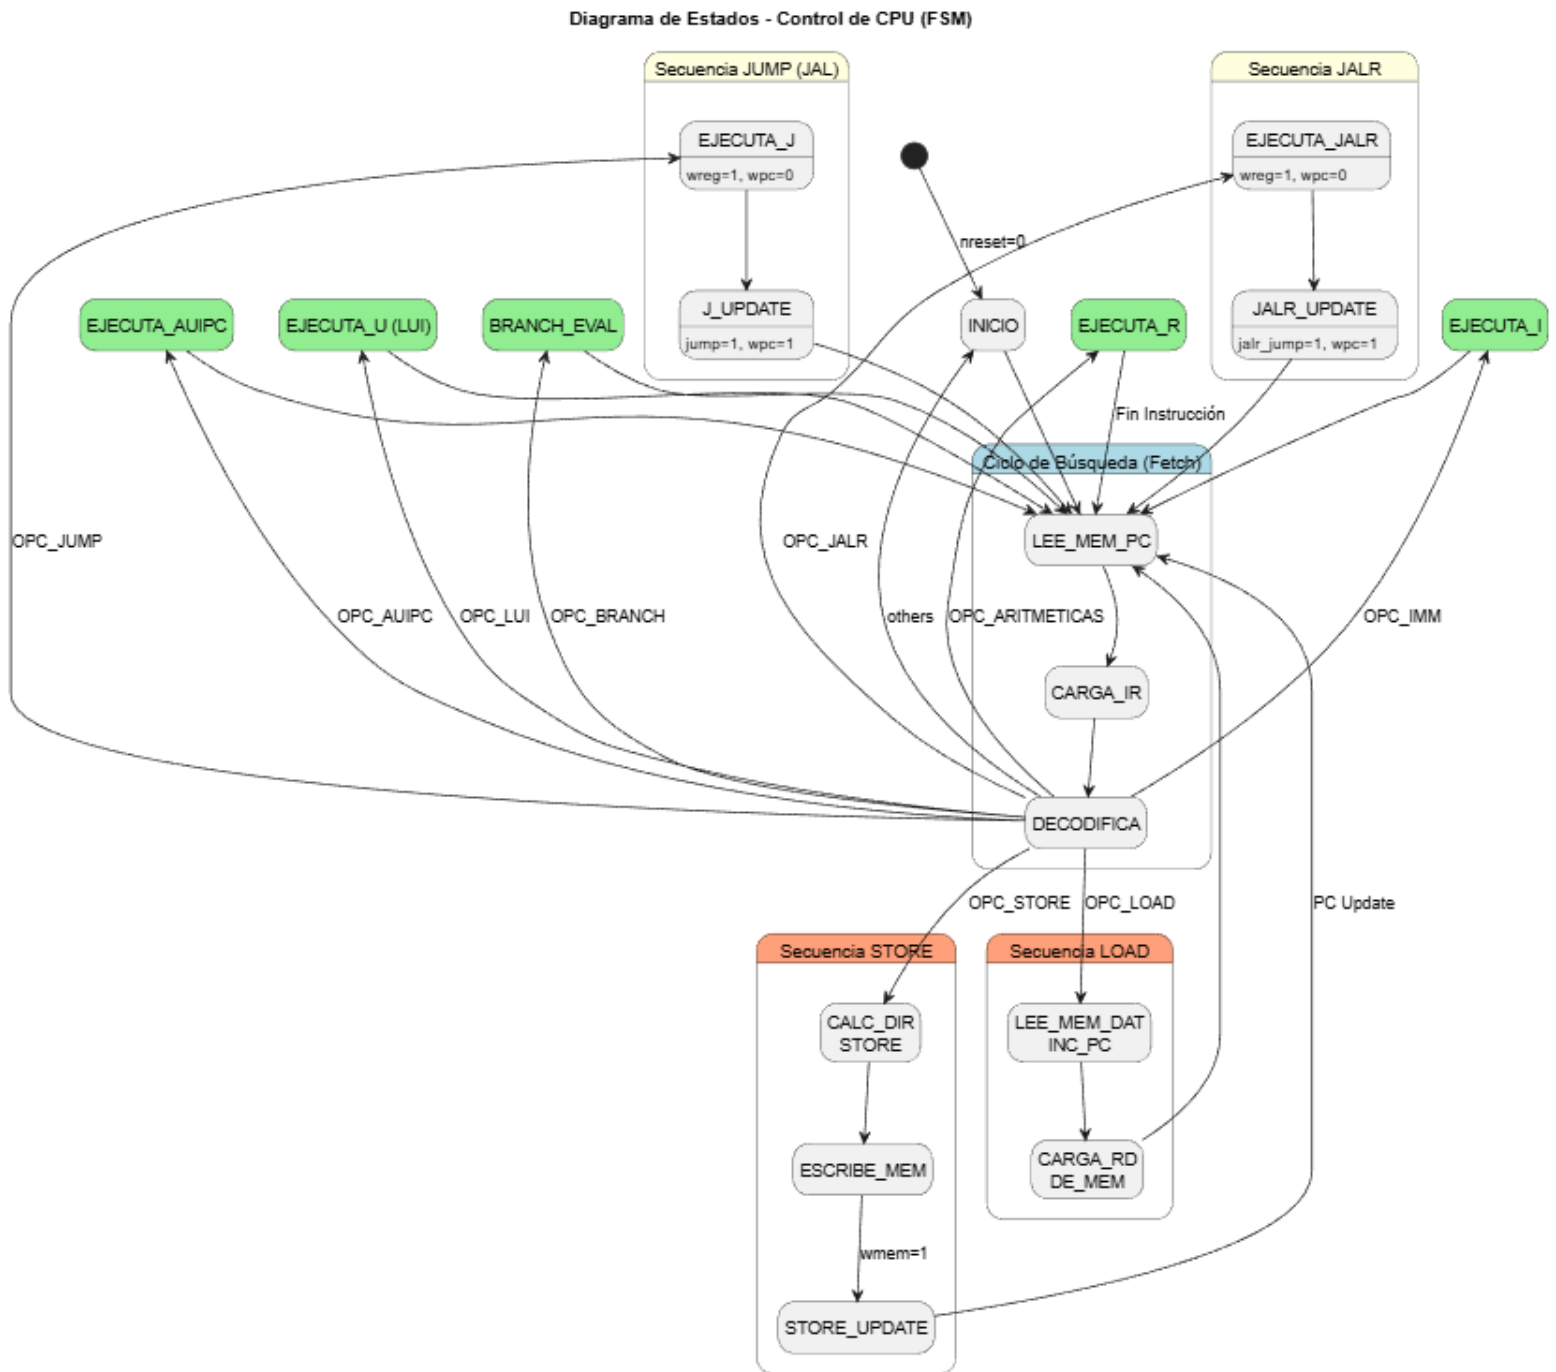 Diagrama de Estados - Control de CPU (FSM)
Secuencia JUMP (JAL)
Secuencia JALR
EJECUTA_J
wreg=1, wpc=0
EJECUTA_JALR
wreg=1, wpc=0
nreset=0
EJECUTA_AUIPC
EJECUTA_U (LUI)
BRANCH_EVAL
J_UPDATE
jump=1, wpc=1
INICIO
EJECUTA_R
JALR_UPDATE
jalr_jump=1, wpc=1
EJECUTA_I
Fin Instrucción
Ciclo de Búsqueda (Fetch)
LEE_MEM_PC
OPC_JUMP
OPC_JALR
OPC_AUIPC
OPC_LUI
OPC_BRANCH
others
OPC_ARITMETICAS
OPC_IMM
CARGA_IR
DECODIFICA
OPC_STORE
OPC_LOAD
PC Update
Secuencia STORE
Secuencia LOAD
CALC_DIR
STORE
LEE_MEM_DAT
INC_PC
ESCRIBE_MEM
CARGA_RD
DE_MEM
wmem=1
STORE_UPDATE